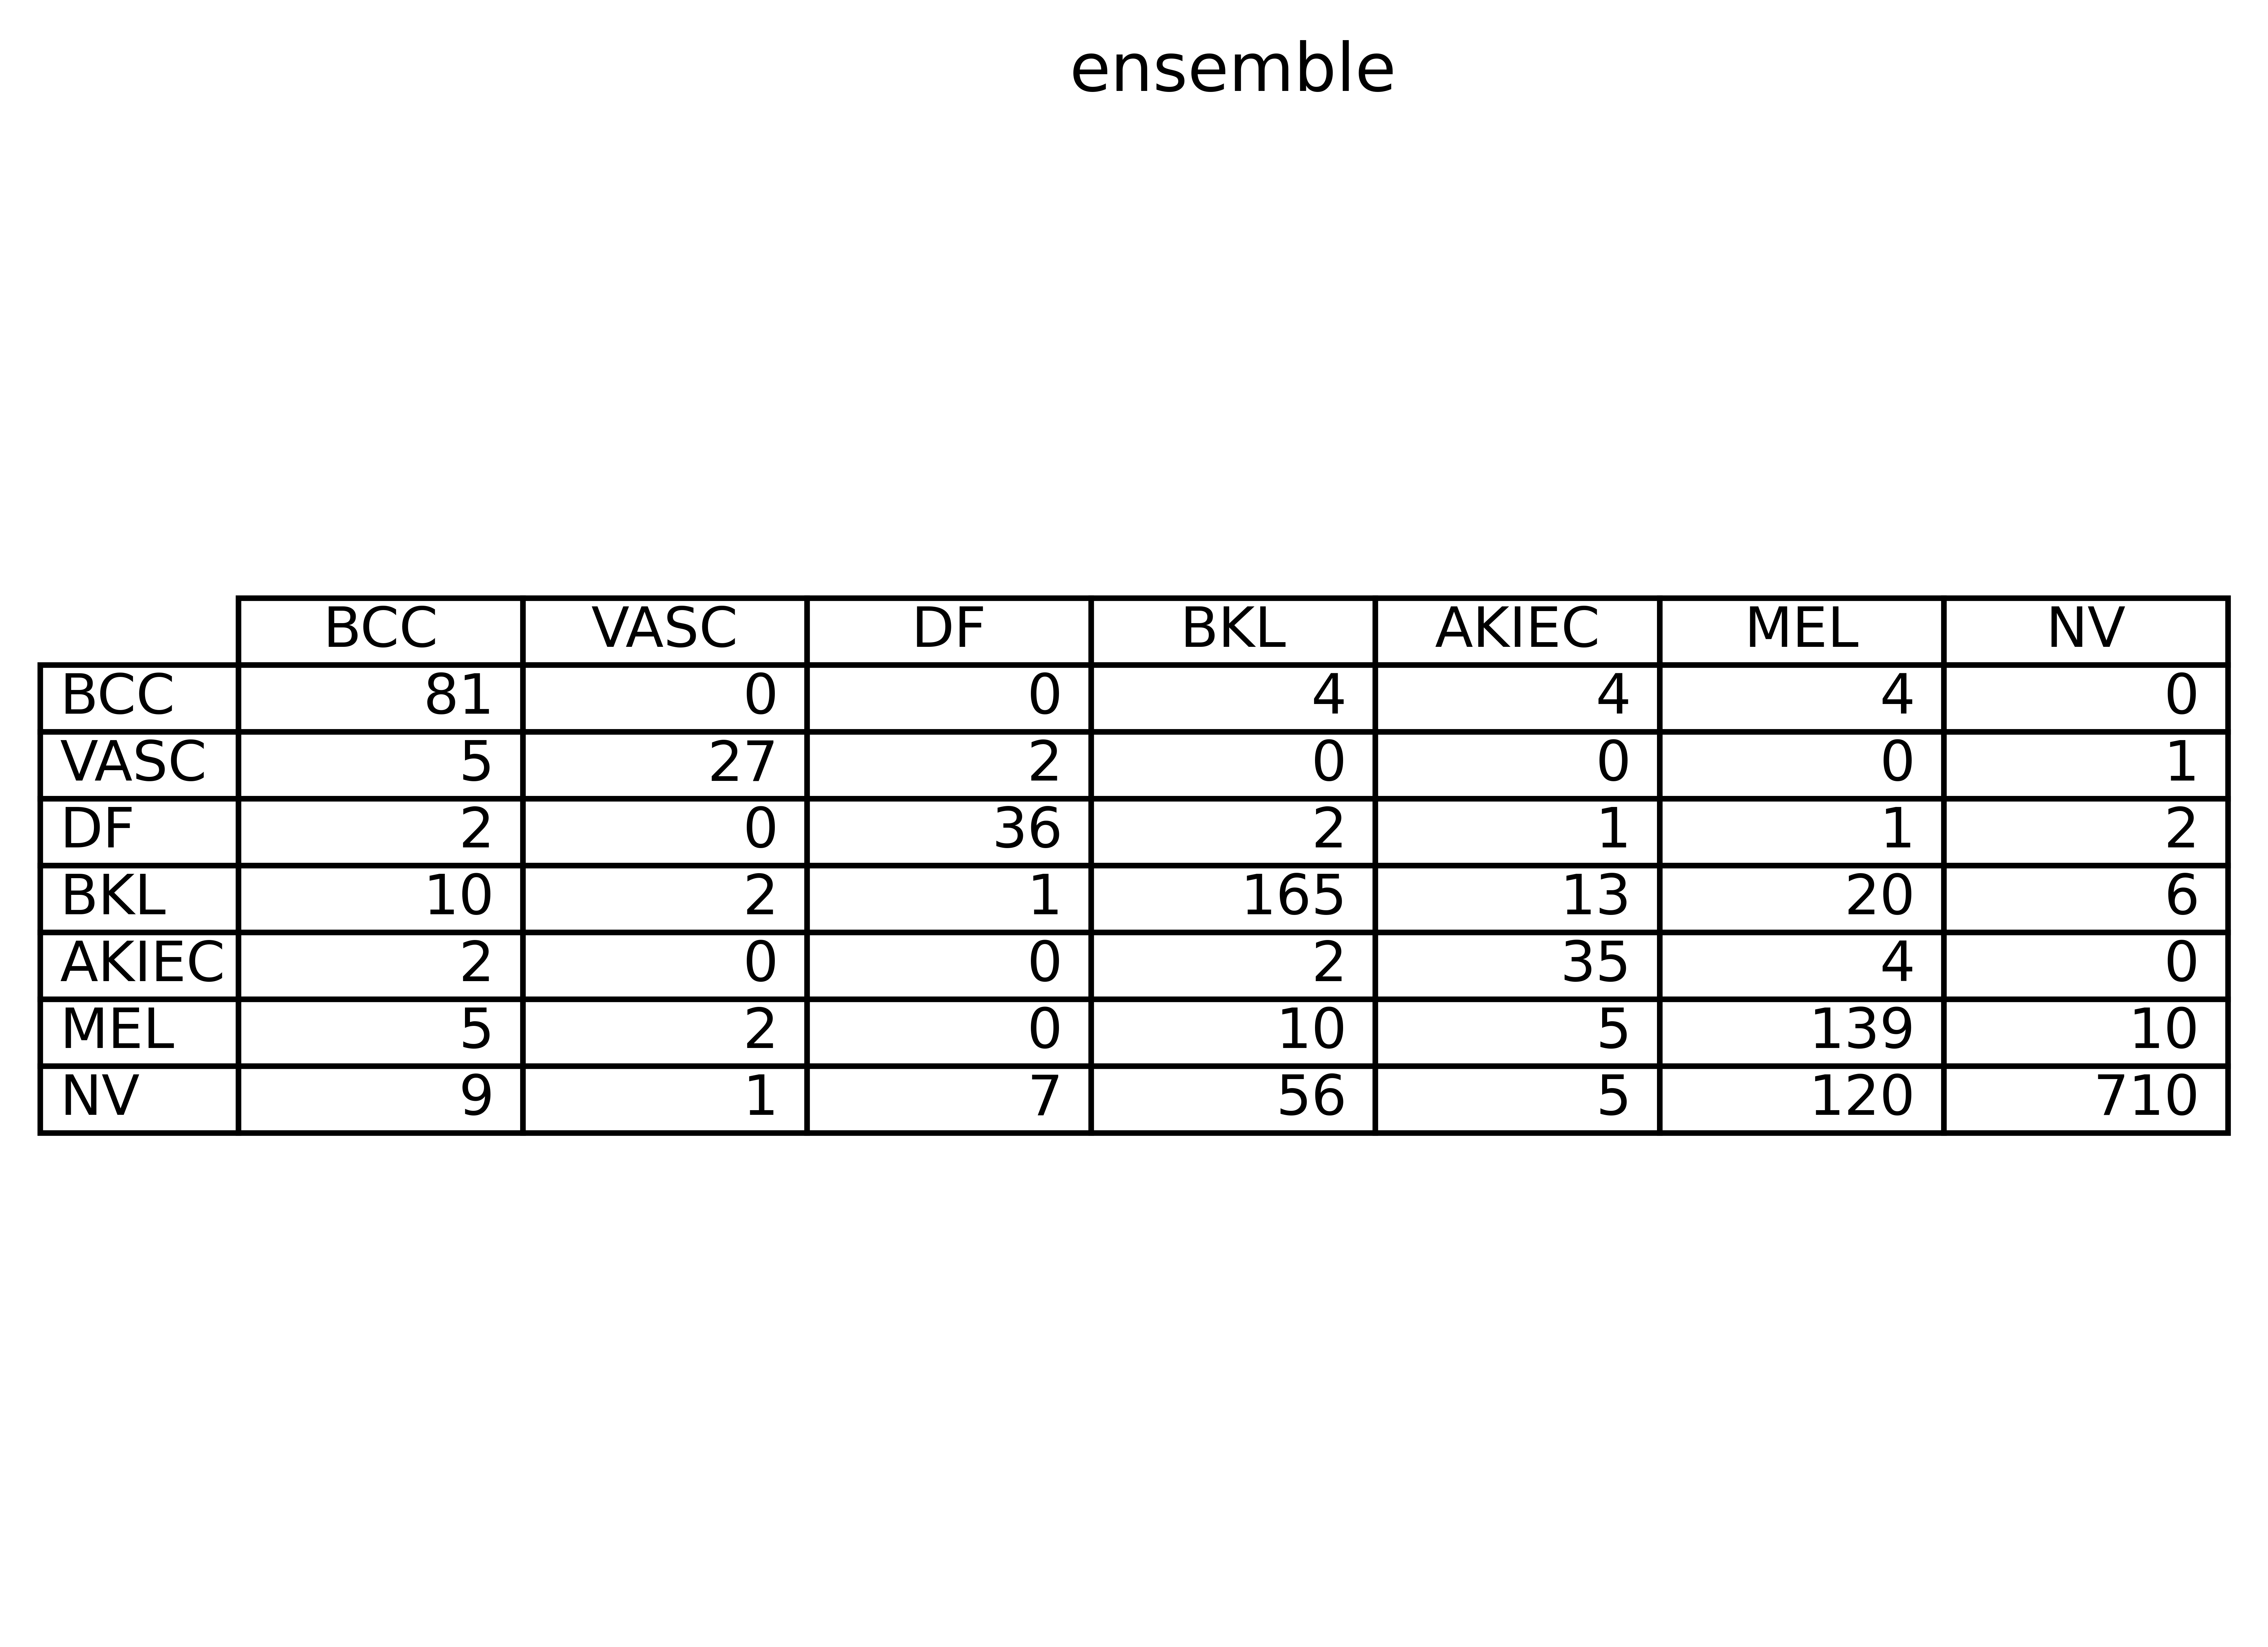 ensemble
BCC VASC DF BKL AKIEC MEL NV
BCC 81 0 0 4 4 4 0
VASC 5 27 2 0 0 0 1
DF 2 0 36 2 1 1 2
BKL 10 2 1 165 13 20 6
AKIEC 2 0 0 2 35 4 0
MEL 5 2 0 10 5 139 10
NV 9 1 7 56 5 120 710